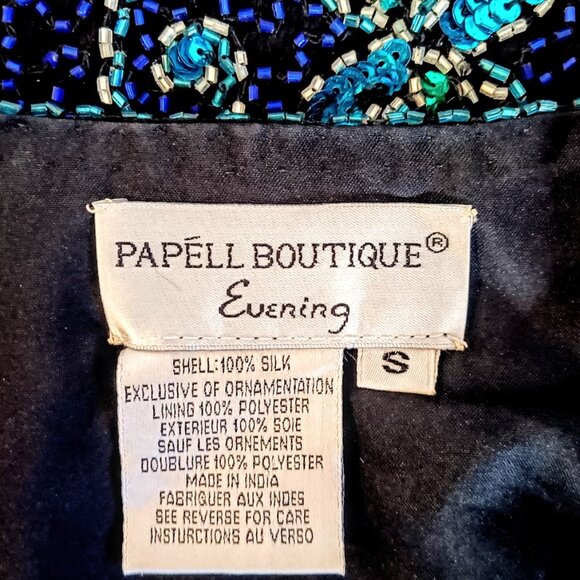 PAPÉLL BOUTIQUE®
Evening
S
SHELL:100% SILK
EXCLUSIVE OF ORNAMENTATION
LINING 100% POLYESTER
EXTERIEUR 100% SOIE
SAUF LES ORNEMENTS
DOUBLURE 100% POLYESTER
MADE IN INDIA
FABRIQUER AUX INDES
SEE REVERSE FOR CARE
INSTURCTIONS AU VERSO